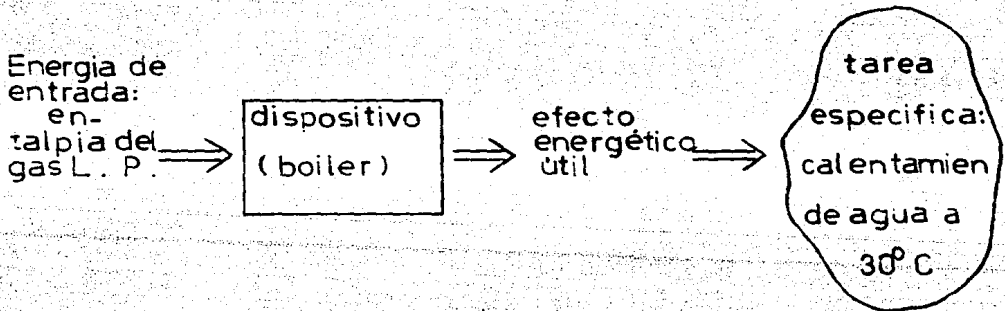 Energia de
entrada:
en-
talpia del
gas L. P.
dispositivo
(boiler)
efecto
energético
útil
tarea
especifica:
calentamien
de agua a
30° C